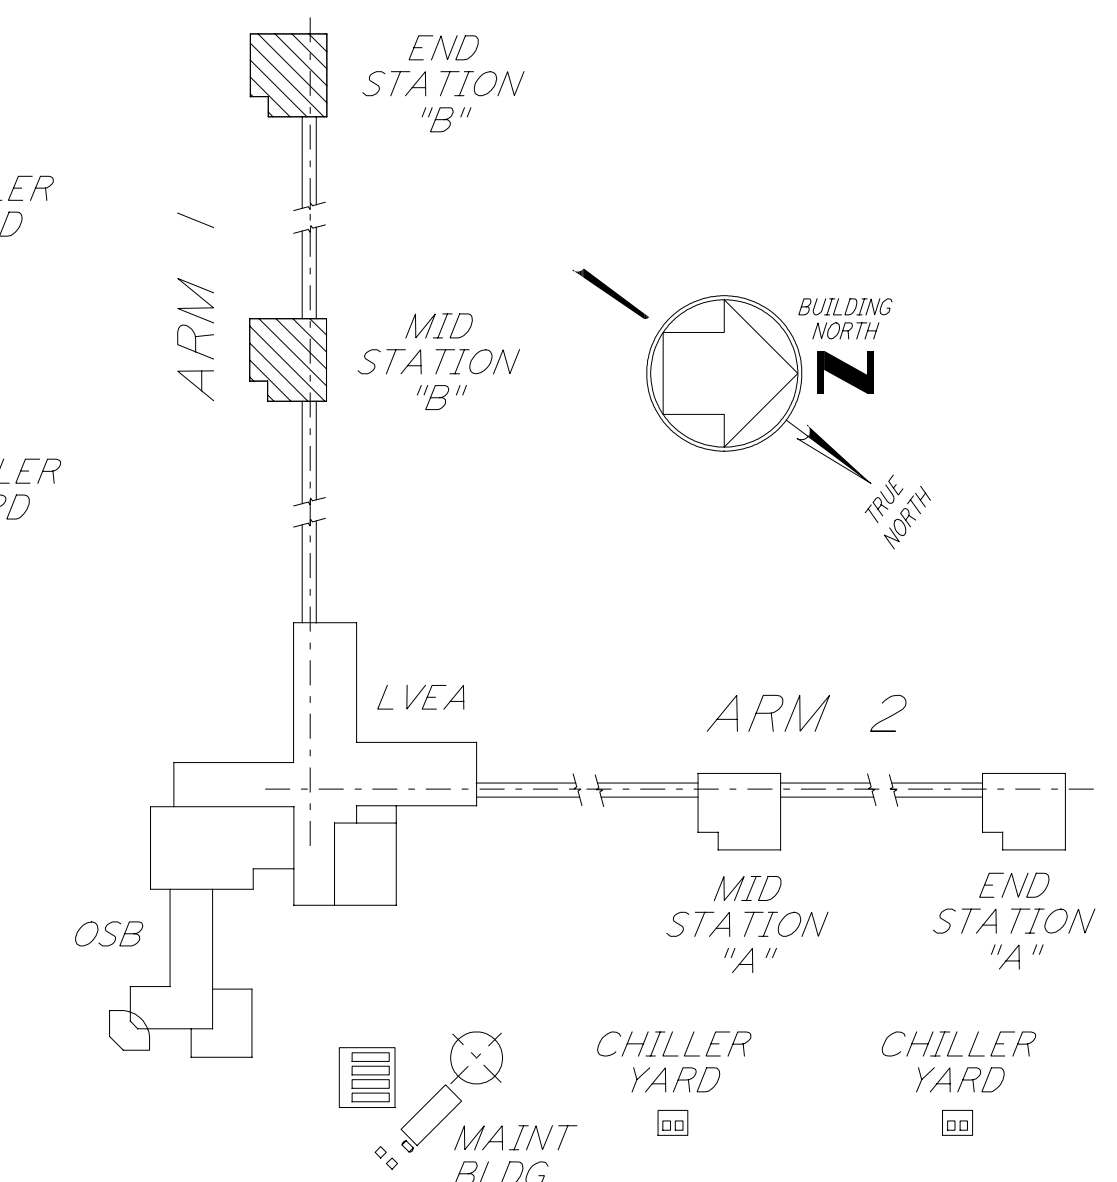 END
STATION
"B"
ARM 1
MID
STATION
"B"
BUILDING
NORTH
N
TRUE
NORTH
LVEA
ARM 2
MID
STATION
"A"
END
STATION
"A"
OSB
CHILLER
YARD
CHILLER
YARD
MAINT
BLDG